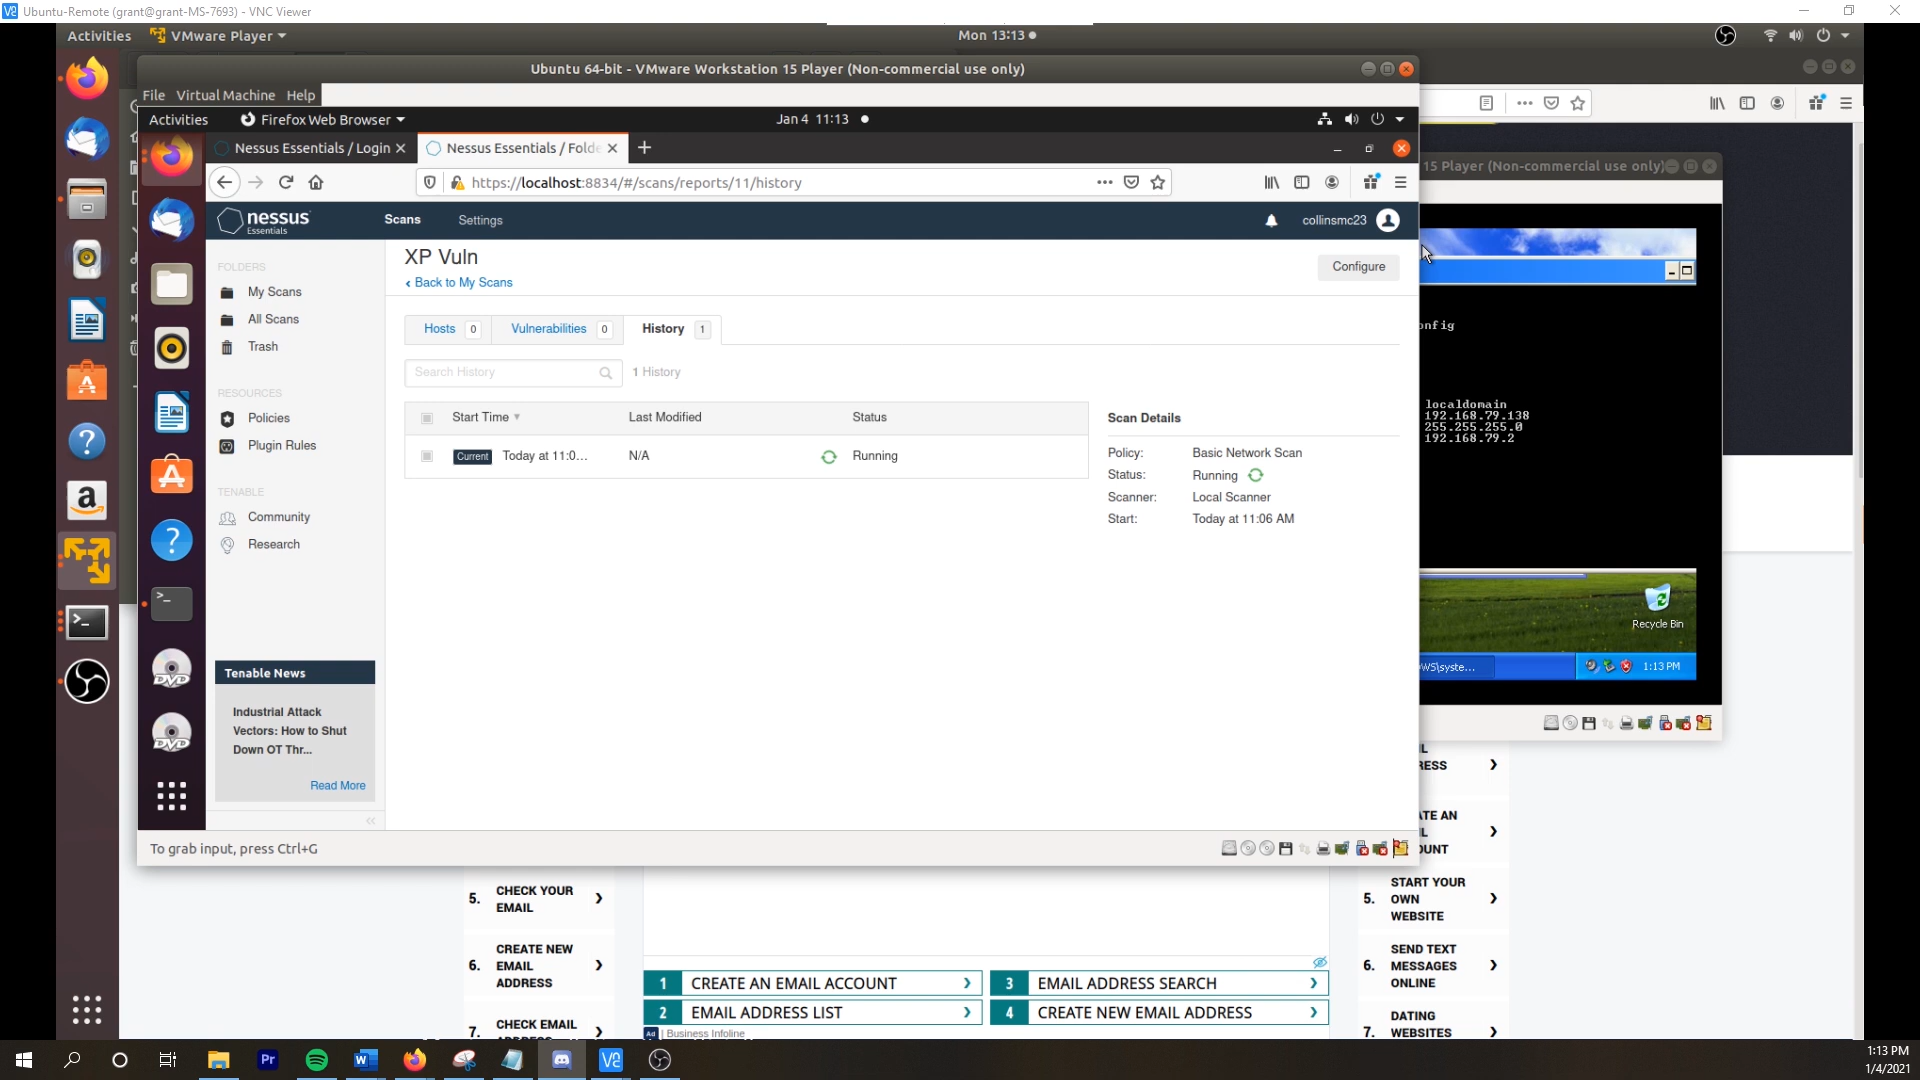 Ubuntu-Remote (grant@grant-MS-7693) - VNC Viewer
Activities
VMware Player
Mon 13:13
Ubuntu 64-bit - VMware Workstation 15 Player (Non-commercial use only)
File Virtual Machine Help
Activities
Firefox Web Browser
Jan 4 11:13
Nessus Essentials / Login
Nessus Essentials / Folde
https://localhost:8834/#/scans/reports/11/history
15 Player (Non-commercial use only)
nessus
Essentials
Scans
Settings
collinsmc23
FOLDERS
My Scans
All Scans
Trash
RESOURCES
Policies
Plugin Rules
TENABLE
Community
Research
Tenable News
Industrial Attack
Vectors: How to Shut
Down OT Thr...
Read More
XP Vuln
Back to My Scans
Configure
Hosts 0
Vulnerabilities 0
History 1
Search History
1 History
Start Time
Last Modified
Status
Current Today at 11:0...
N/A
Running
Scan Details
Policy: Basic Network Scan
Status: Running
Scanner: Local Scanner
Start: Today at 11:06 AM
To grab input, press Ctrl+G
onfig
localdomain
192.168.79.138
255.255.255.0
192.168.79.2
Recycle Bin
WS\syste...
1:13 PM
5. CHECK YOUR
EMAIL
6. CREATE NEW
EMAIL
ADDRESS
7. CHECK EMAIL
1 CREATE AN EMAIL ACCOUNT
2 EMAIL ADDRESS LIST
3 EMAIL ADDRESS SEARCH
4 CREATE NEW EMAIL ADDRESS
Ad | Business Infoline
5. START YOUR
OWN
WEBSITE
6. SEND TEXT
MESSAGES
ONLINE
7. DATING
WEBSITES
1:13 PM
1/4/2021